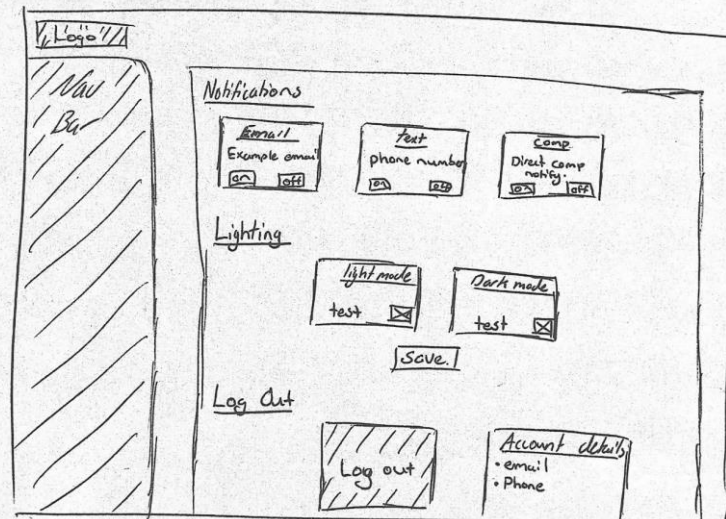 Logo
Nav
Bar
Notifications
Email
Example email
on off
text
phone number
on off
Comp
Direct comp
notify.
on off
Lighting
light mode
test
Dark mode
test
Save.
Log Out
Log out
Account details
• email
• Phone